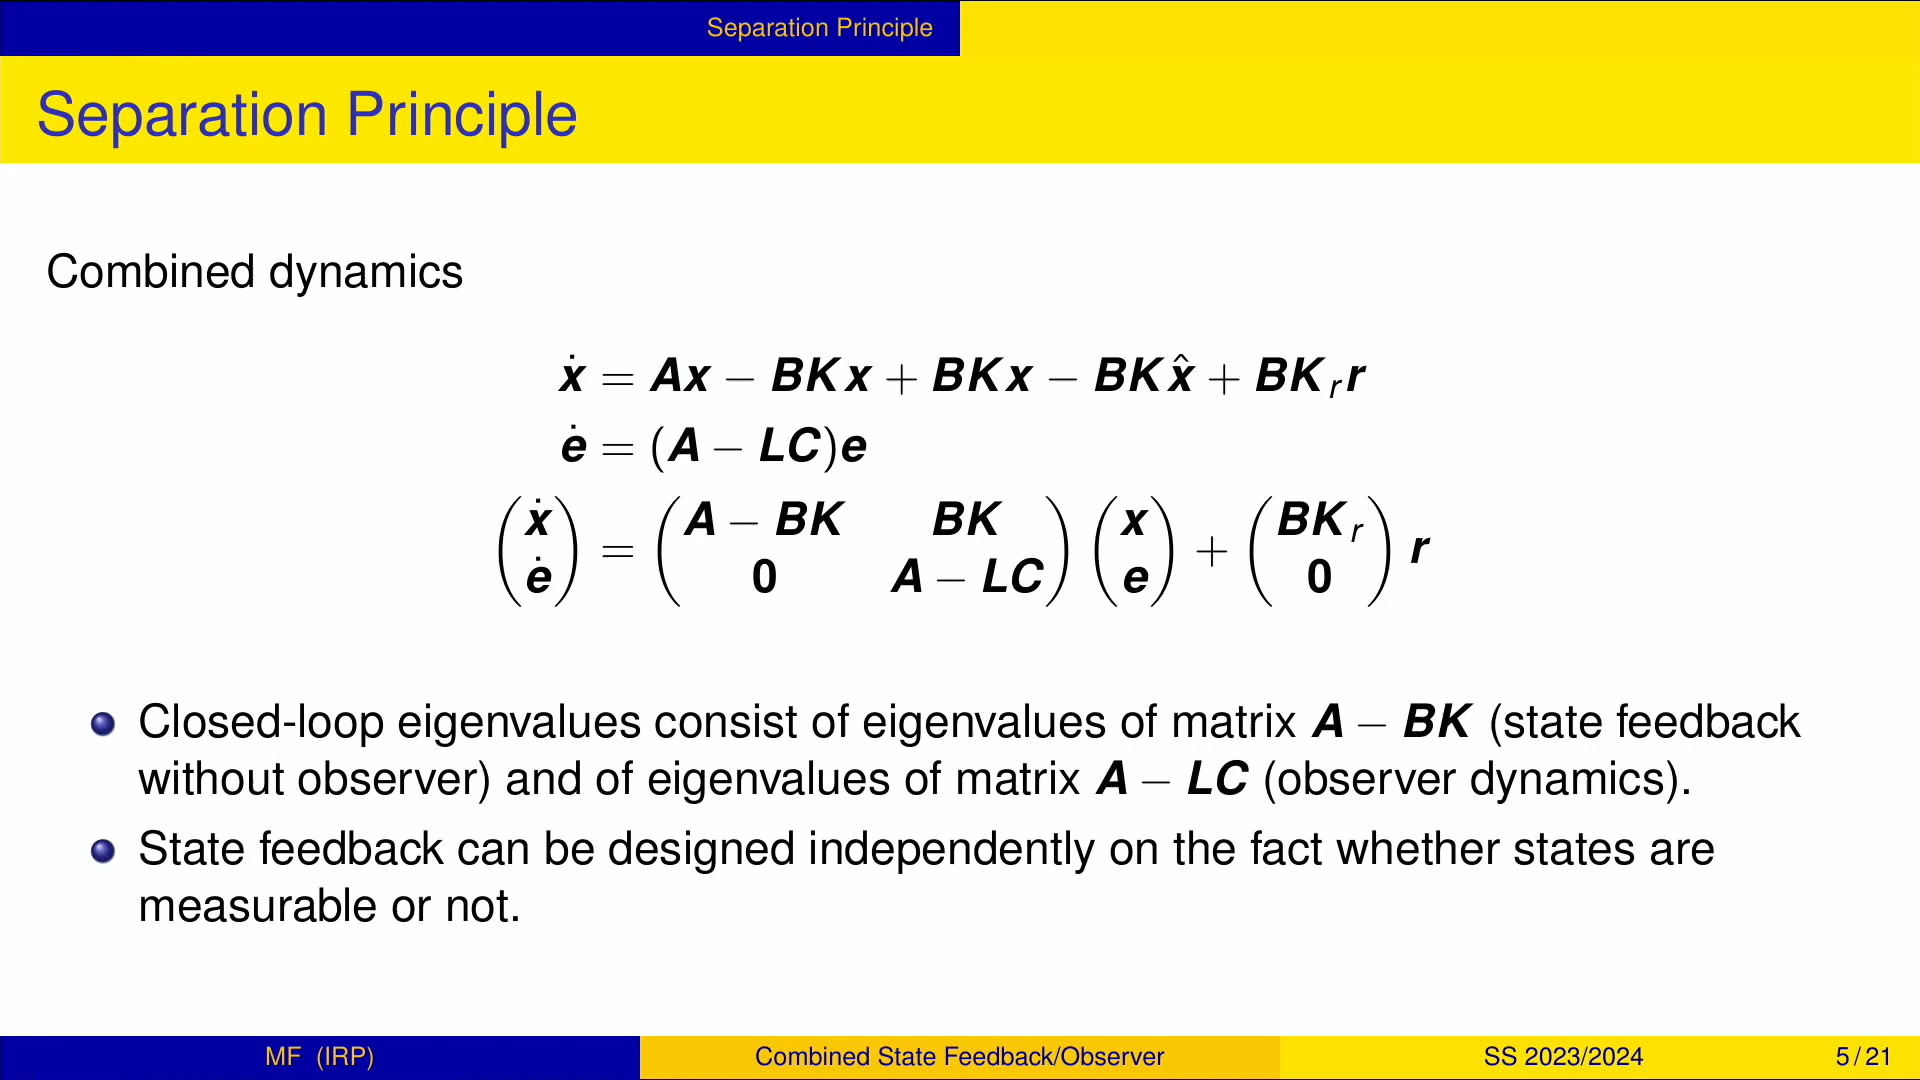 Separation Principle
Separation Principle
Combined dynamics
ẋ = Ax − BKx + BKx − BKx̂ + BKᵣr
ė = (A − LC)e
(ẋ ė) = (A − BK BK 0 A − LC) (x e) + (BKᵣ 0) r
Closed-loop eigenvalues consist of eigenvalues of matrix A − BK (state feedback
without observer) and of eigenvalues of matrix A − LC (observer dynamics).
State feedback can be designed independently on the fact whether states are
measurable or not.
MF (IRP) Combined State Feedback/Observer SS 2023/2024 5 / 21